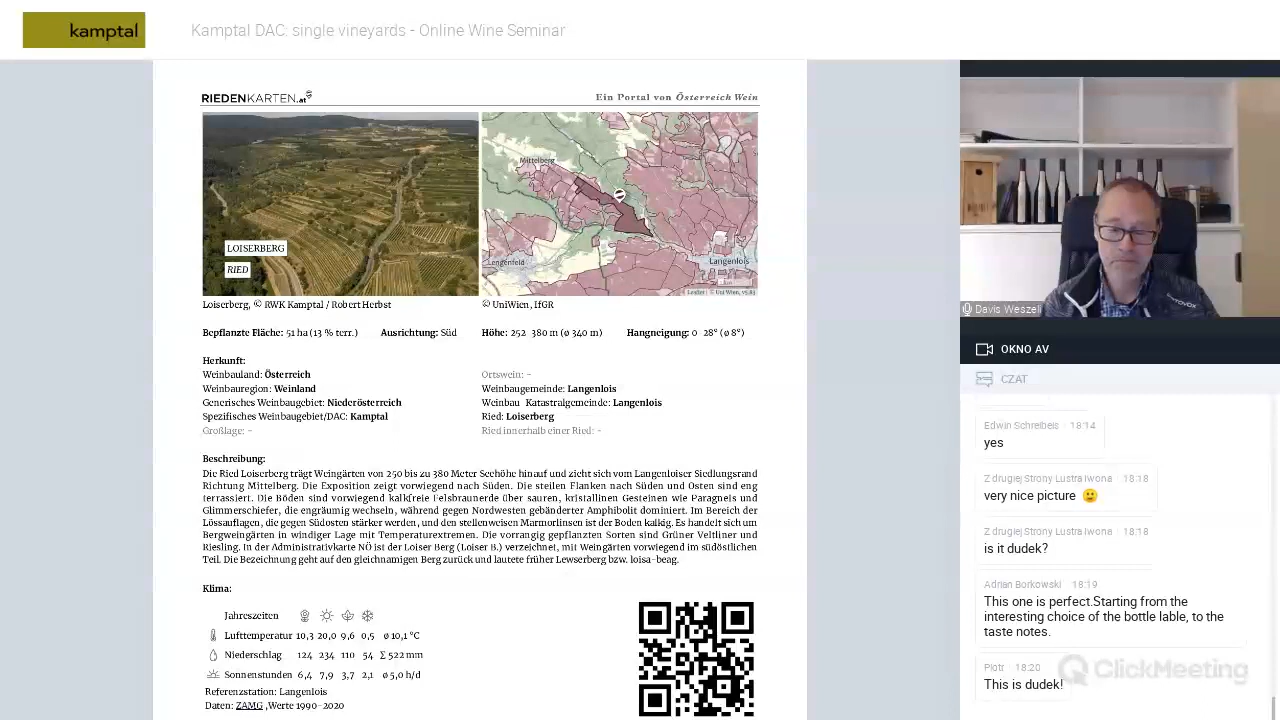 kamptal
Kamptal DAC: single vineyards - Online Wine Seminar
RIEDENKARTEN.at
Ein Portal von Österreich Wein
LOISERBERG
RIED
Mittelberg
Lengenfeld
Langenlois
Loiserberg, © RWK Kamptal / Robert Herbst
© UniWien, IfGR
Bepflanzte Fläche: 51 ha (13 % terr.) Ausrichtung: Süd Höhe: 252 380 m (ø 340 m) Hangneigung: 0 28° (ø 8°)
Herkunft:
Weinbauland: Österreich
Weinbauregion: Weinland
Generisches Weinbaugebiet: Niederösterreich
Spezifisches Weinbaugebiet/DAC: Kamptal
Großlage: -
Ortswein: -
Weinbaugemeinde: Langenlois
Weinbau Katastralgemeinde: Langenlois
Ried: Loiserberg
Ried innerhalb einer Ried: -
Beschreibung:
Die Ried Loiserberg trägt Weingärten von 250 bis zu 380 Meter Seehöhe hinauf und zieht sich vom Langenloiser Siedlungsrand
Richtung Mittelberg. Die Exposition zeigt vorwiegend nach Süden. Die steilen Flanken nach Süden und Osten sind eng
terrassiert. Die Böden sind vorwiegend kalkfreie Felsbraunerde über sauren, kristallinen Gesteinen wie Paragneis und
Glimmerschiefer, die engräumig wechseln, während gegen Nordwesten gebänderter Amphibolit dominiert. Im Bereich der
Lössauflagen, die gegen Südosten stärker werden, und den stellenweisen Marmorlinsen ist der Boden kalkig. Es handelt sich um
Bergweingärten in windiger Lage mit Temperaturextremen. Die vorrangig gepflanzten Sorten sind Grüner Veltliner und
Riesling. In der Administrativkarte NÖ ist der Loiser Berg (Loiser B.) verzeichnet, mit Weingärten vorwiegend im südöstlichen
Teil. Die Bezeichnung geht auf den gleichnamigen Berg zurück und lautete früher Lewserberg bzw. loisa-beag.
Klima:
Jahreszeiten
Lufttemperatur 10,3 20,0 9,6 0,5 ø 10,1 °C
Niederschlag 124 234 110 54 Σ 522 mm
Sonnenstunden 6,4 7,9 3,7 2,1 ø 5,0 h/d
Referenzstation: Langenlois
Daten: ZAMG ,Werte 1990-2020
Davis Weszeli
OKNO AV
CZAT
Edwin Schreibeis 18:14
yes
Z drugiej Strony Lustra Iwona 18:18
very nice picture
Z drugiej Strony Lustra Iwona 18:18
is it dudek?
Adrian Borkowski 18:19
This one is perfect.Starting from the
interesting choice of the bottle lable, to the
taste notes.
Piotr 18:20
This is dudek!
ClickMeeting